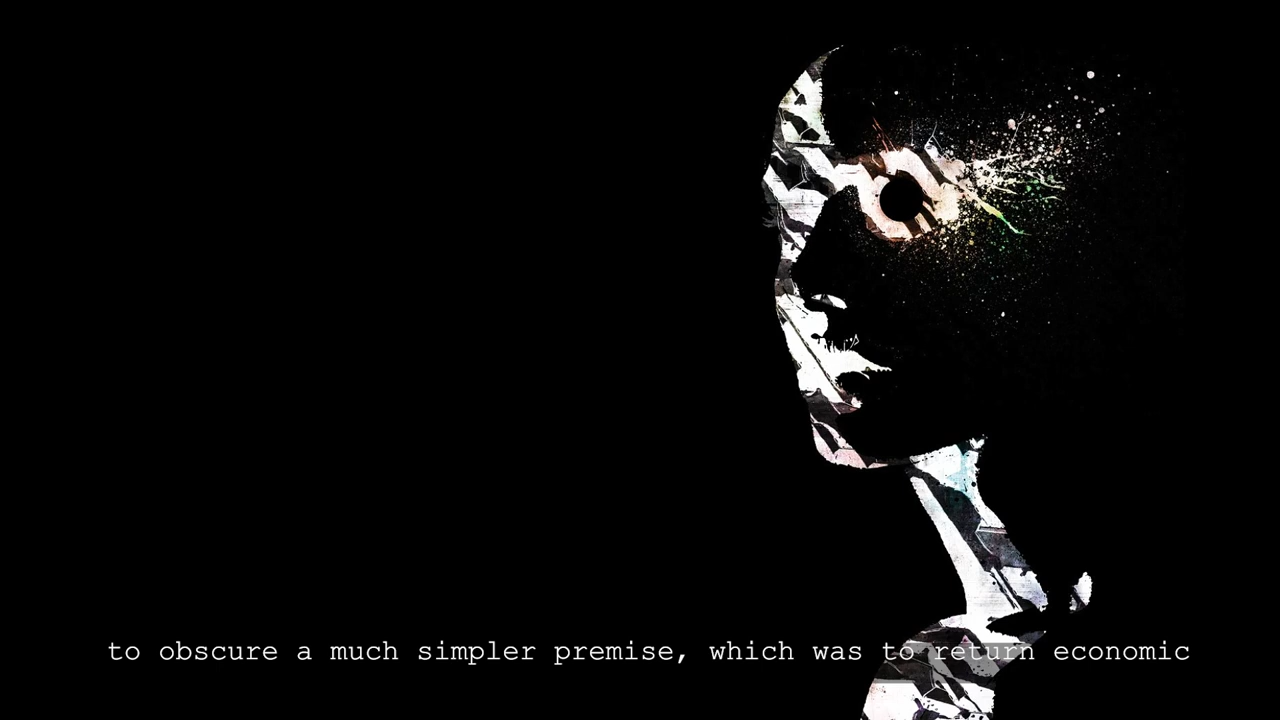 to obscure a much simpler premise, which was to return economic